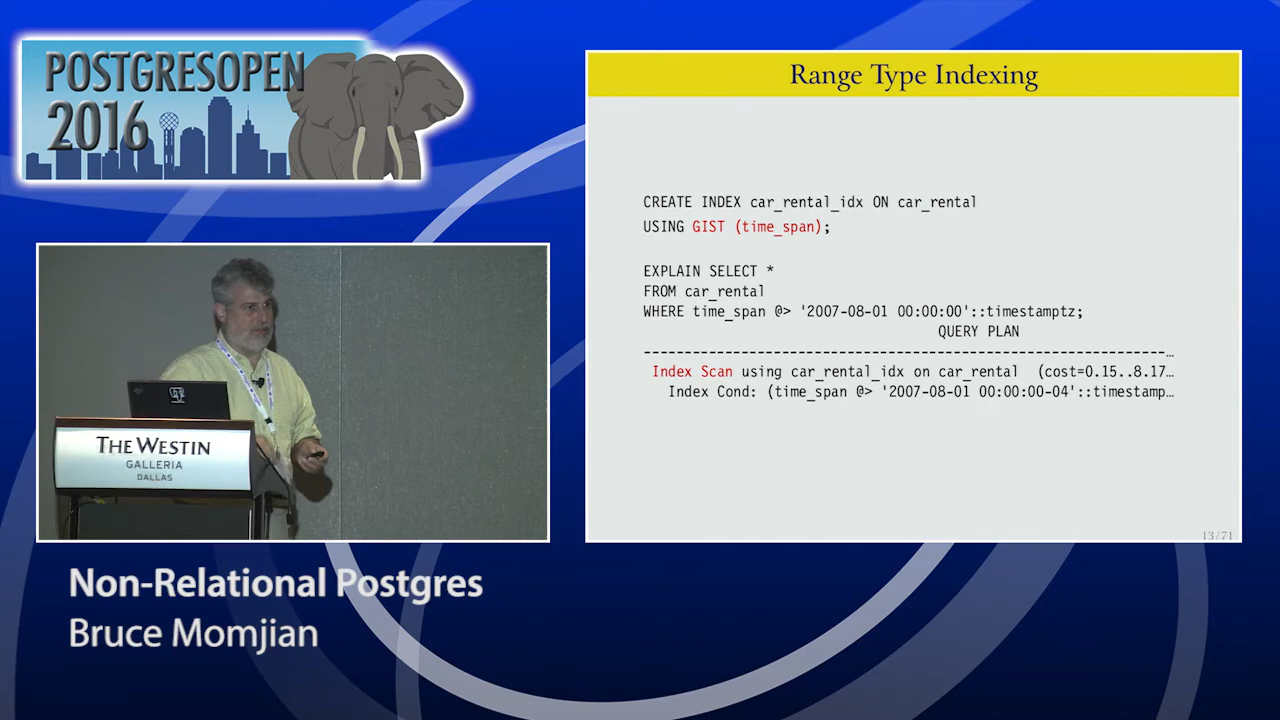 POSTGRESOPEN
2016
THE WESTIN
GALLERIA
DALLAS
Non-Relational Postgres
Bruce Momjian
Range Type Indexing
CREATE INDEX car_rental_idx ON car_rental
USING GIST (time_span);
EXPLAIN SELECT *
FROM car_rental
WHERE time_span @> '2007-08-01 00:00:00'::timestamptz;
QUERY PLAN
-----------------------------------------------------------------…
Index Scan using car_rental_idx on car_rental (cost=0.15..8.17…
Index Cond: (time_span @> '2007-08-01 00:00:00-04'::timestamp…
13/71